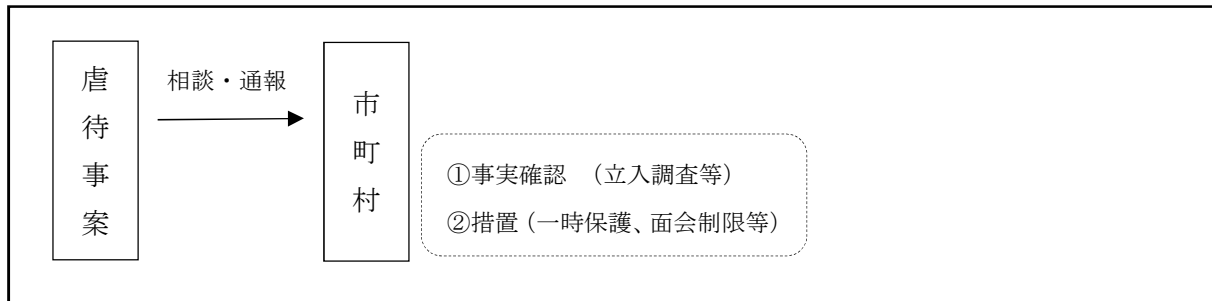 虐待事案
相談・通報
市町村
①事実確認　（立入調査等）
②措置（一時保護、面会制限等）